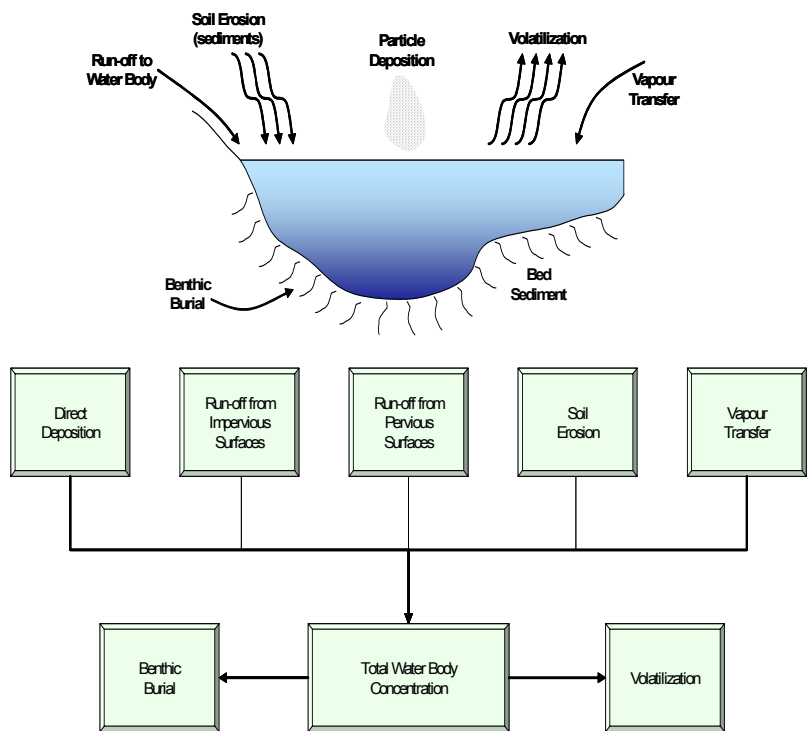 Soil Erosion
(sediments)
Particle
Deposition
Volatilization
Run-off to
Water Body
Vapour
Transfer
Benthic
Burial
Bed
Sediment
Direct
Deposition
Run-off from
Impervious
Surfaces
Run-off from
Pervious
Surfaces
Soil
Erosion
Vapour
Transfer
Benthic
Burial
Total Water Body
Concentration
Volatilization